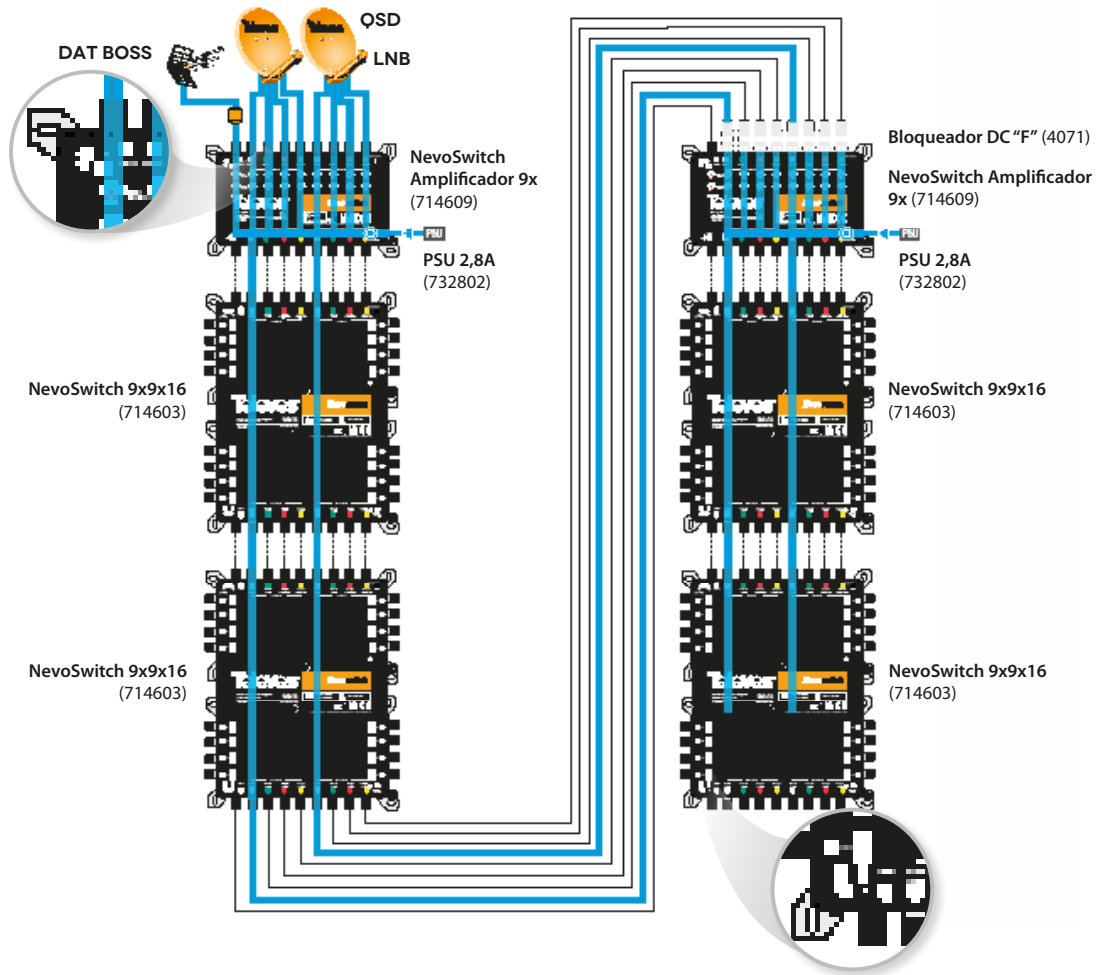 QSD
DAT BOSS
LNB
NevoSwitch
Amplificador 9x
(714609)
PSU
PSU 2,8A
(732802)
Bloqueador DC “F” (4071)
NevoSwitch Amplificador
9x (714609)
PSU
PSU 2,8A
(732802)
NevoSwitch 9x9x16
(714603)
NevoSwitch 9x9x16
(714603)
NevoSwitch 9x9x16
(714603)
NevoSwitch 9x9x16
(714603)